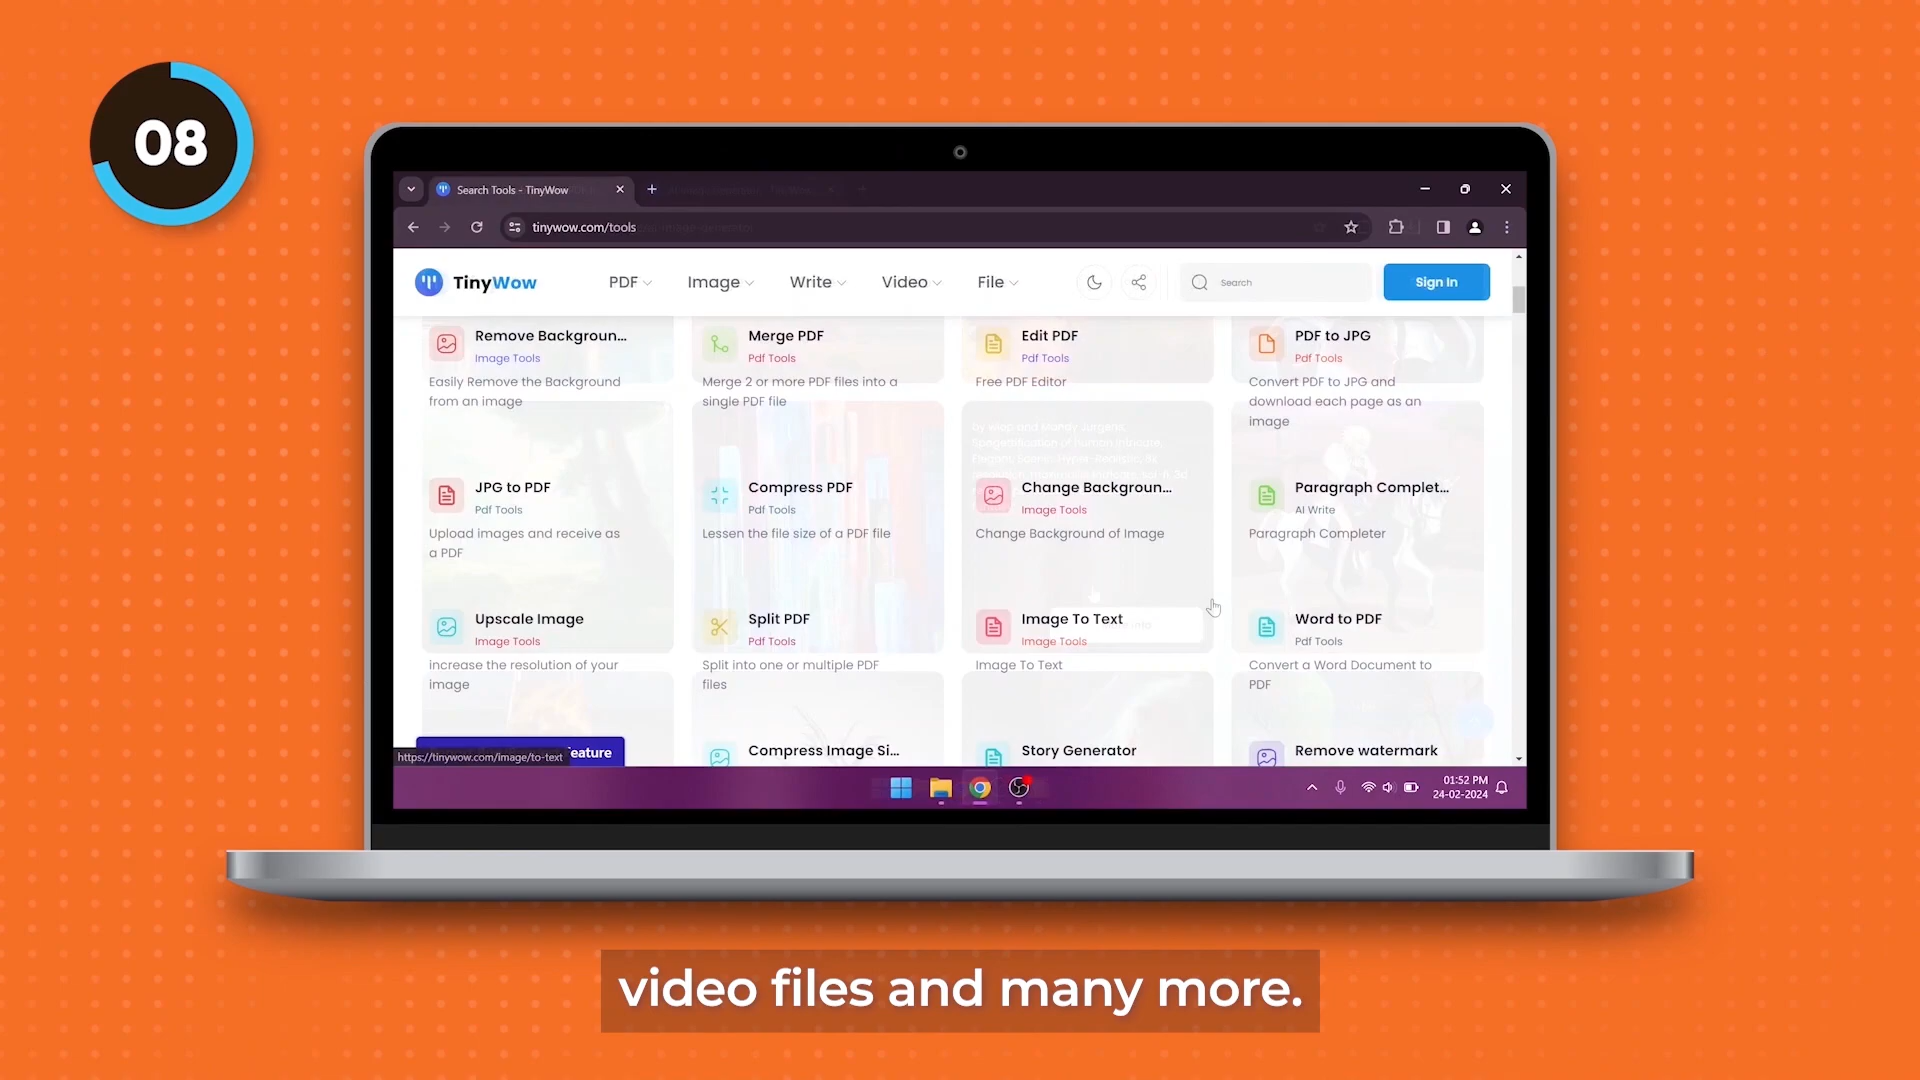 08
Search Tools - TinyWow
tinywow.com/tools
TinyWow
PDF
Image
Write
Video
File
Search
Sign In
Remove Backgroun...
Image Tools
Easily Remove the Background
from an image
Merge PDF
Pdf Tools
Merge 2 or more PDF files into a
single PDF file
Edit PDF
Pdf Tools
Free PDF Editor
PDF to JPG
Pdf Tools
Convert PDF to JPG and
download each page as an
image
JPG to PDF
Pdf Tools
Upload images and receive as
a PDF
Compress PDF
Pdf Tools
Lessen the file size of a PDF file
Change Backgroun...
Image Tools
Change Background of Image
Paragraph Complet...
AI Write
Paragraph Completer
Upscale Image
Image Tools
increase the resolution of your
image
Split PDF
Pdf Tools
Split into one or multiple PDF
files
Image To Text
Image Tools
Image To Text
Word to PDF
Pdf Tools
Convert a Word Document to
PDF
feature
https://tinywow.com/image/to-text
Compress Image Si...
Story Generator
Remove watermark
01:52 PM
24-02-2024
video files and many more.